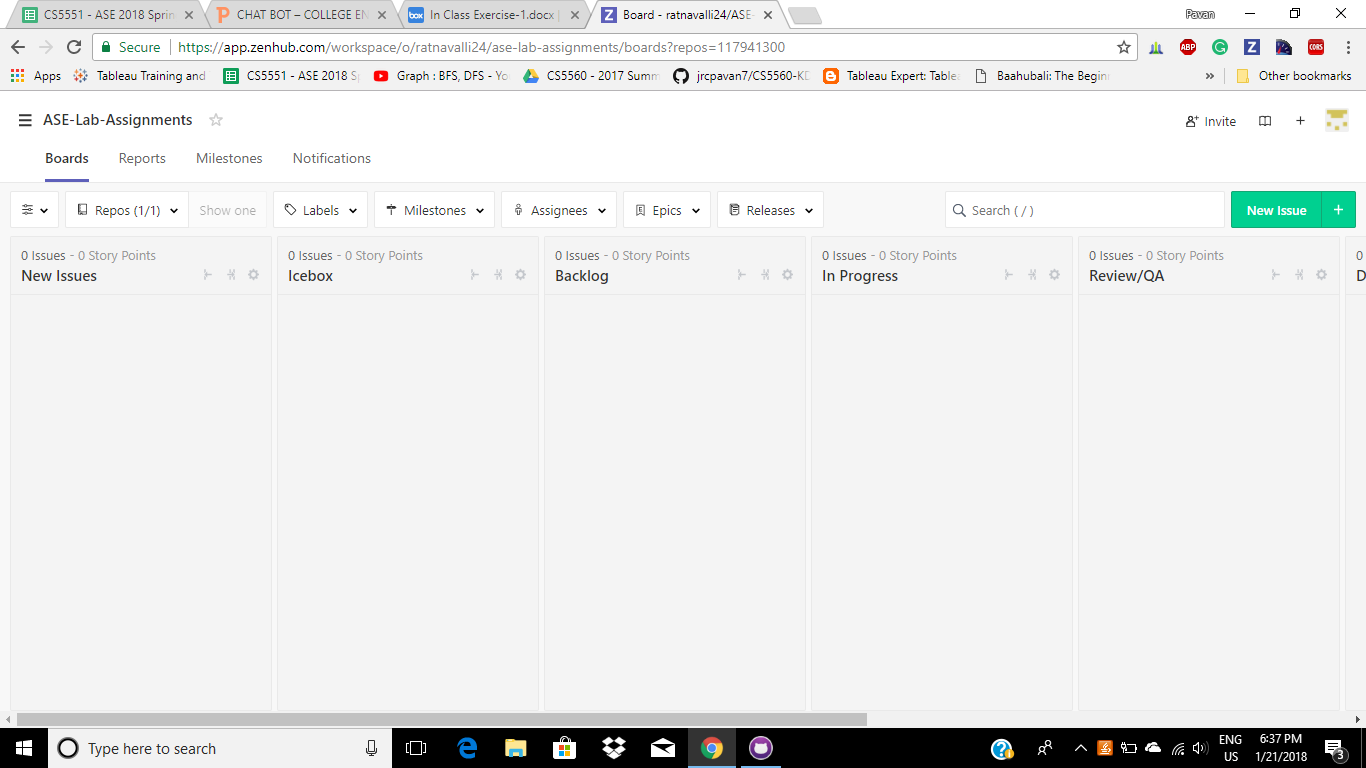 CS5551 - ASE 2018 Sprin
CHAT BOT – COLLEGE EN
In Class Exercise-1.docx
Board - ratnavalli24/ASE-
Pavan
Secure
https://app.zenhub.com/workspace/o/ratnavalli24/ase-lab-assignments/boards?repos=117941300
ABP
CORS
Apps
Tableau Training and
CS5551 - ASE 2018 Sp
Graph : BFS, DFS - Yo
CS5560 - 2017 Summ
jrcpavan7/CS5560-KD
Tableau Expert: Table
Baahubali: The Begin
Other bookmarks
ASE-Lab-Assignments
Invite
Boards Reports Milestones Notifications
Repos (1/1) Show one Labels Milestones Assignees Epics Releases Search ( / ) New Issue +
0 Issues - 0 Story Points
New Issues
0 Issues - 0 Story Points
Icebox
0 Issues - 0 Story Points
Backlog
0 Issues - 0 Story Points
In Progress
0 Issues - 0 Story Points
Review/QA
0
D
Type here to search
ENG
US
6:37 PM
1/21/2018
3